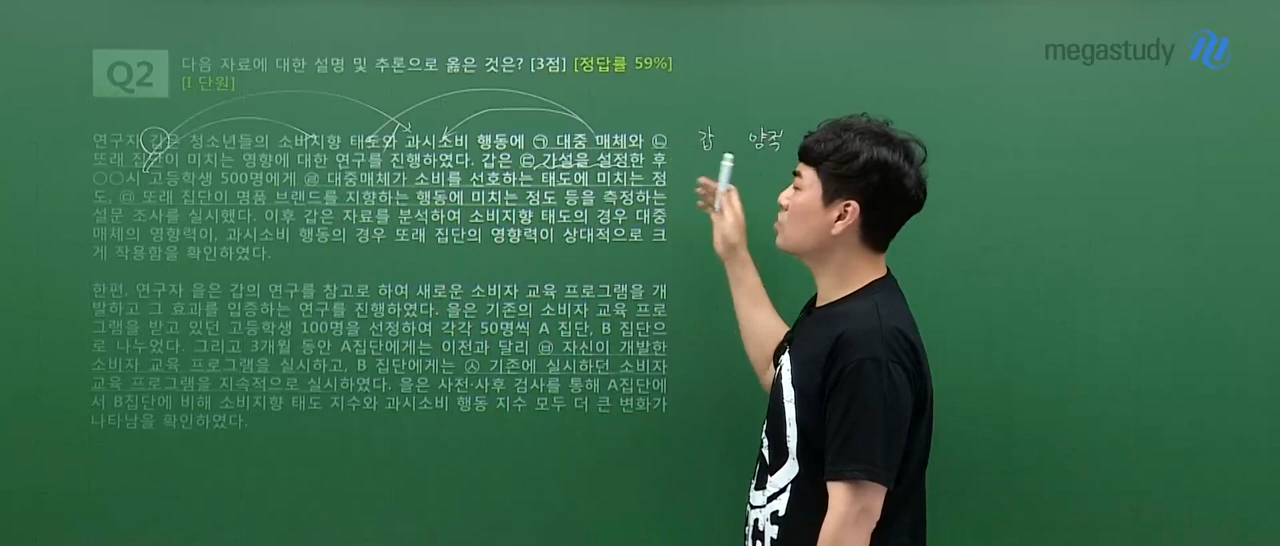 megastudy
Q2
다음 자료에 대한 설명 및 추론으로 옳은 것은? [3점] [정답률 59%]
[I 단원]
연구자 갑은 청소년들의 소비지향 태도와 과시소비 행동에 ㉠ 대중 매체와 ㉡
또래 집단이 미치는 영향에 대한 연구를 진행하였다. 갑은 ㉢ 가설을 설정한 후
○○시 고등학생 500명에게 ㉣ 대중매체가 소비를 선호하는 태도에 미치는 정
도, ㉤ 또래 집단이 명품 브랜드를 지향하는 행동에 미치는 정도 등을 측정하는
설문 조사를 실시했다. 이후 갑은 자료를 분석하여 소비지향 태도의 경우 대중
매체의 영향력이, 과시소비 행동의 경우 또래 집단의 영향력이 상대적으로 크
게 작용함을 확인하였다.
한편, 연구자 을은 갑의 연구를 참고로 하여 새로운 소비자 교육 프로그램을 개
발하고 그 효과를 입증하는 연구를 진행하였다. 을은 기존의 소비자 교육 프로
그램을 받고 있던 고등학생 100명을 선정하여 각각 50명씩 A 집단, B 집단으
로 나누었다. 그리고 3개월 동안 A집단에게는 이전과 달리 ㉥ 자신이 개발한
소비자 교육 프로그램을 실시하고, B 집단에게는 ㉦ 기존에 실시하던 소비자
교육 프로그램을 지속적으로 실시하였다. 을은 사전·사후 검사를 통해 A집단에
서 B집단에 비해 소비지향 태도 지수와 과시소비 행동 지수 모두 더 큰 변화가
나타남을 확인하였다.
갑 양적